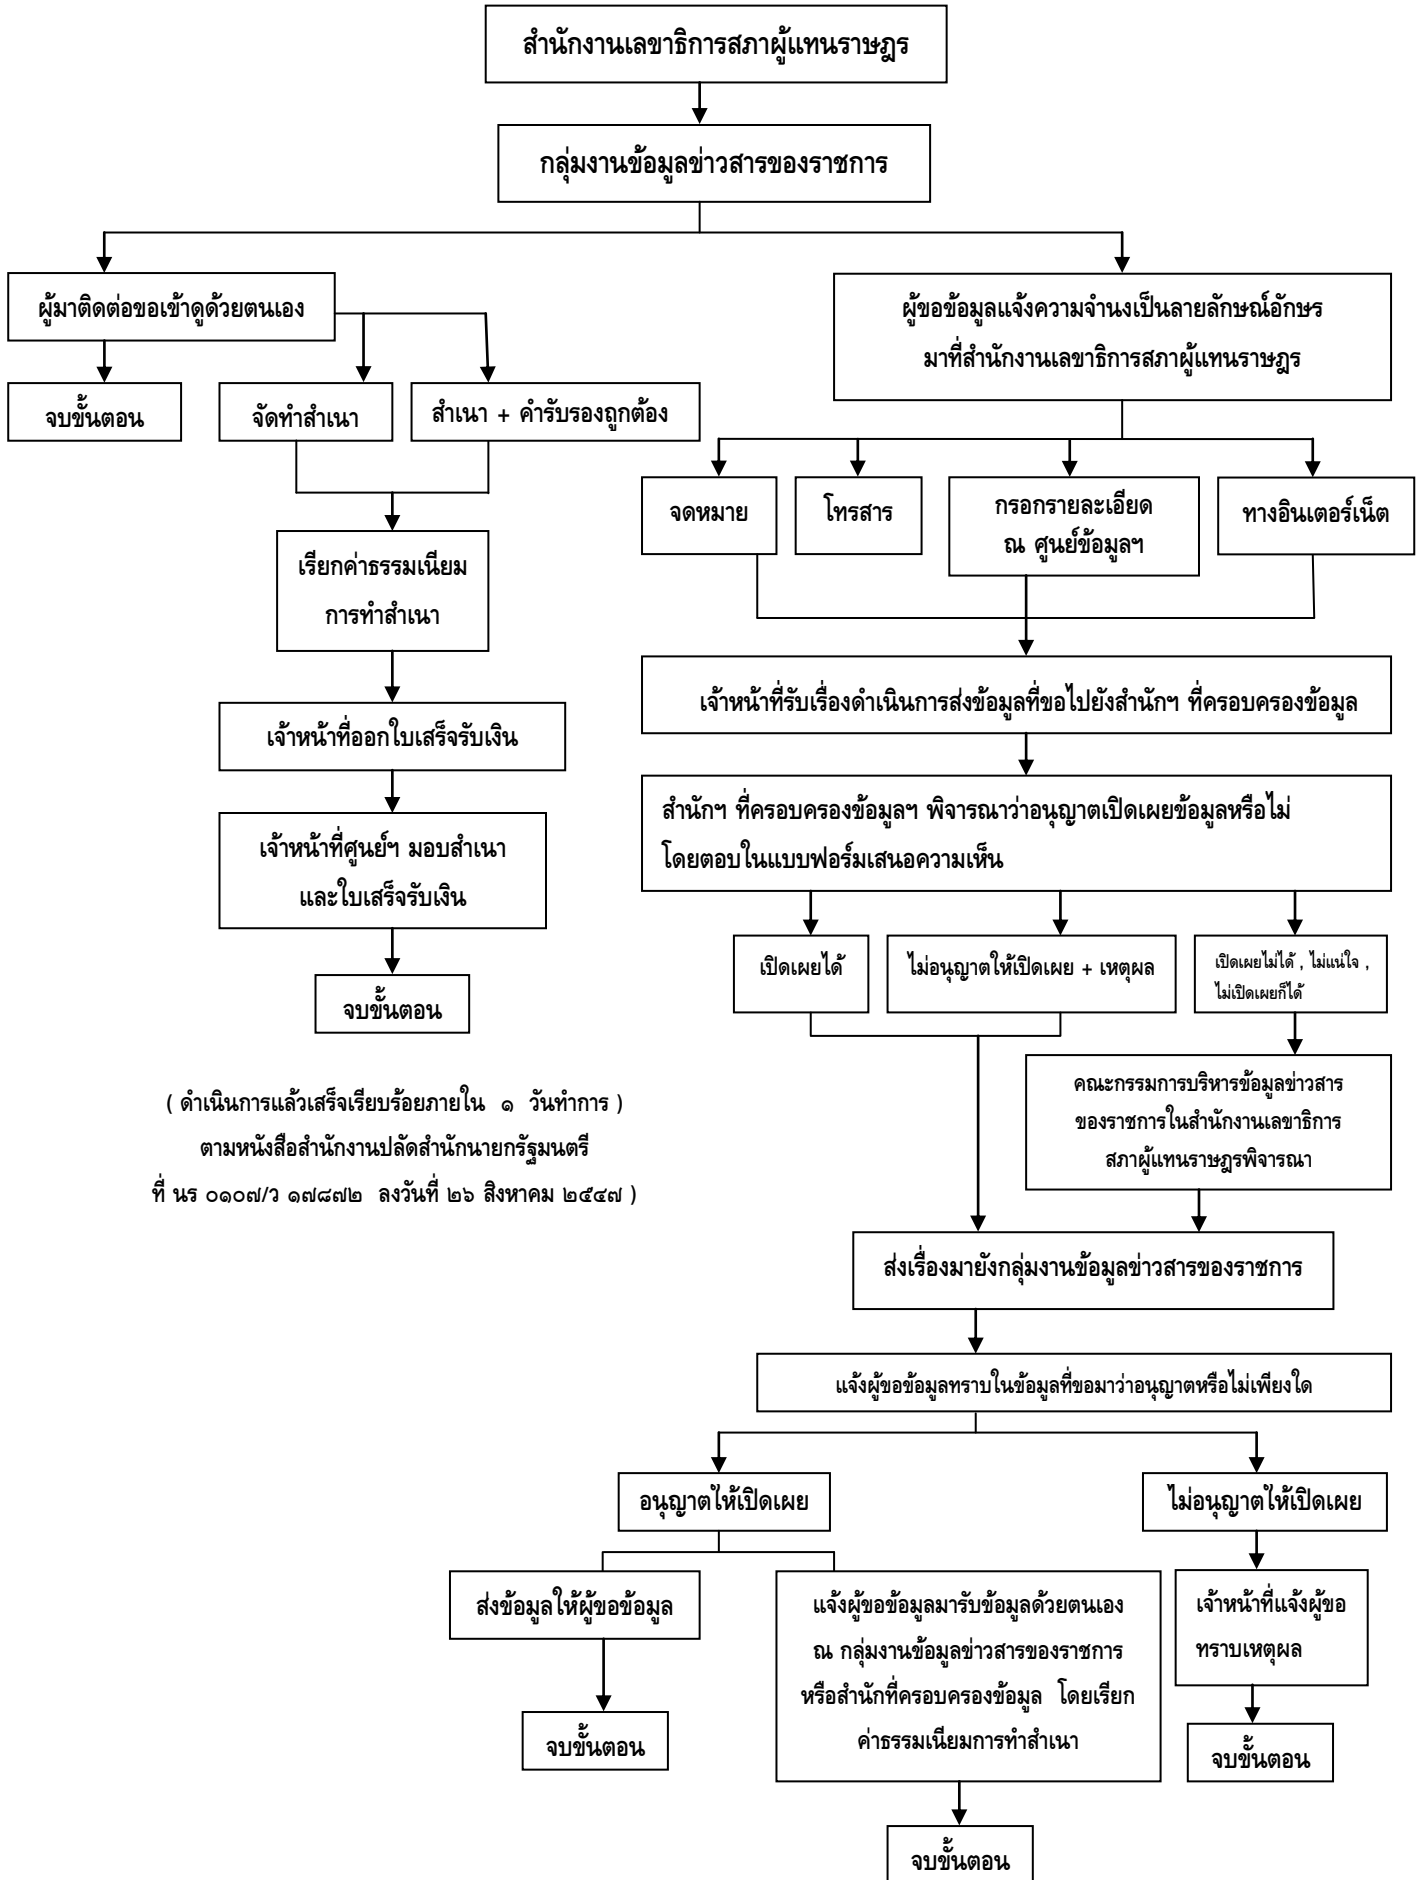 สำนักงานเลขาธิการสภาผู้แทนราษฎร
กลุ่มงานข้อมูลข่าวสารของราชการ
ผู้มาติดต่อขอเข้าดูด้วยตนเอง
จบขั้นตอน
จัดทำสำเนา
สำเนา + คำรับรองถูกต้อง
เรียกค่าธรรมเนียม
การทำสำเนา
เจ้าหน้าที่ออกใบเสร็จรับเงิน
เจ้าหน้าที่ศูนย์ฯ มอบสำเนา
และใบเสร็จรับเงิน
จบขั้นตอน
( ดำเนินการแล้วเสร็จเรียบร้อยภายใน ๑ วันทำการ )
ตามหนังสือสำนักงานปลัดสำนักนายกรัฐมนตรี
ที่ นร ๐๑๐๗/ว ๑๗๘๗๒ ลงวันที่ ๒๖ สิงหาคม ๒๕๔๗ )
ผู้ขอข้อมูลแจ้งความจำนงเป็นลายลักษณ์อักษร
มาที่สำนักงานเลขาธิการสภาผู้แทนราษฎร
จดหมาย
โทรสาร
กรอกรายละเอียด
ณ ศูนย์ข้อมูลฯ
ทางอินเตอร์เน็ต
เจ้าหน้าที่รับเรื่องดำเนินการส่งข้อมูลที่ขอไปยังสำนักฯ ที่ครอบครองข้อมูล
สำนักฯ ที่ครอบครองข้อมูลฯ พิจารณาว่าอนุญาตเปิดเผยข้อมูลหรือไม่
โดยตอบในแบบฟอร์มเสนอความเห็น
เปิดเผยได้
ไม่อนุญาตให้เปิดเผย + เหตุผล
เปิดเผยไม่ได้ , ไม่แน่ใจ ,
ไม่เปิดเผยก็ได้
คณะกรรมการบริหารข้อมูลข่าวสาร
ของราชการในสำนักงานเลขาธิการ
สภาผู้แทนราษฎรพิจารณา
ส่งเรื่องมายังกลุ่มงานข้อมูลข่าวสารของราชการ
แจ้งผู้ขอข้อมูลทราบในข้อมูลที่ขอมาว่าอนุญาตหรือไม่เพียงใด
อนุญาตให้เปิดเผย
ไม่อนุญาตให้เปิดเผย
ส่งข้อมูลให้ผู้ขอข้อมูล
จบขั้นตอน
แจ้งผู้ขอข้อมูลมารับข้อมูลด้วยตนเอง
ณ กลุ่มงานข้อมูลข่าวสารของราชการ
หรือสำนักที่ครอบครองข้อมูล โดยเรียก
ค่าธรรมเนียมการทำสำเนา
จบขั้นตอน
เจ้าหน้าที่แจ้งผู้ขอ
ทราบเหตุผล
จบขั้นตอน